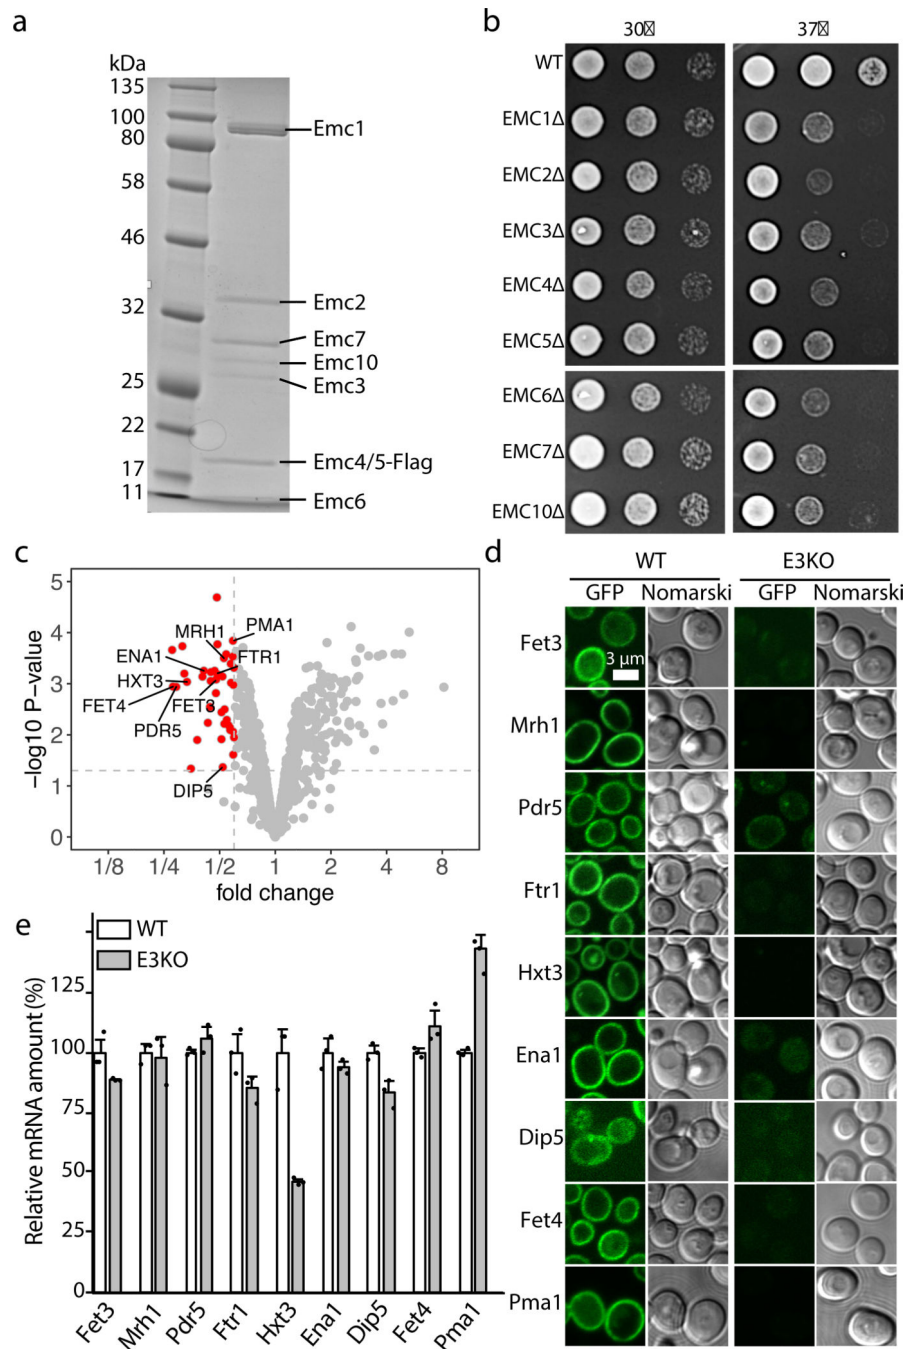 a
kDa
135
100
80
58
46
32
25
22
17
11
Emc1
Emc2
Emc7
Emc10
Emc3
Emc4/5-Flag
Emc6
b
30 37
WT
EMC1Δ
EMC2Δ
EMC3Δ
EMC4Δ
EMC5Δ
EMC6Δ
EMC7Δ
EMC10Δ
c
−log10 P−value
5
4
3
2
1
0
MRH1 PMA1
ENA1 FTR1
HXT3
FET4 FET3
PDR5
DIP5
1/8 1/4 1/2 1 2 4 8
fold change
d
WT E3KO
GFP Nomarski GFP Nomarski
Fet3
3 μm
Mrh1
Pdr5
Ftr1
Hxt3
Ena1
Dip5
Fet4
Pma1
e
WT
E3KO
Relative mRNA amount (%)
125
100
75
50
25
0
Fet3 Mrh1 Pdr5 Ftr1 Hxt3 Ena1 Dip5 Fet4 Pma1